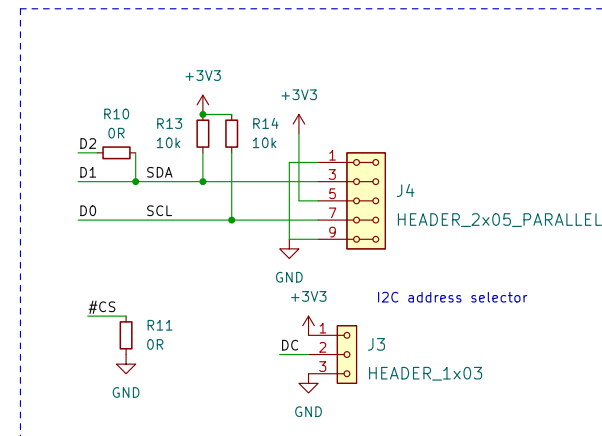 +3V3
+3V3
R10
0R
R13
10k
R14
10k
D2
D1
SDA
D0
SCL
1
3
5
7
9
J4
HEADER_2x05_PARALLEL
GND
+3V3
I2C address selector
#CS
R11
0R
GND
DC
1
2
3
J3
HEADER_1x03
GND